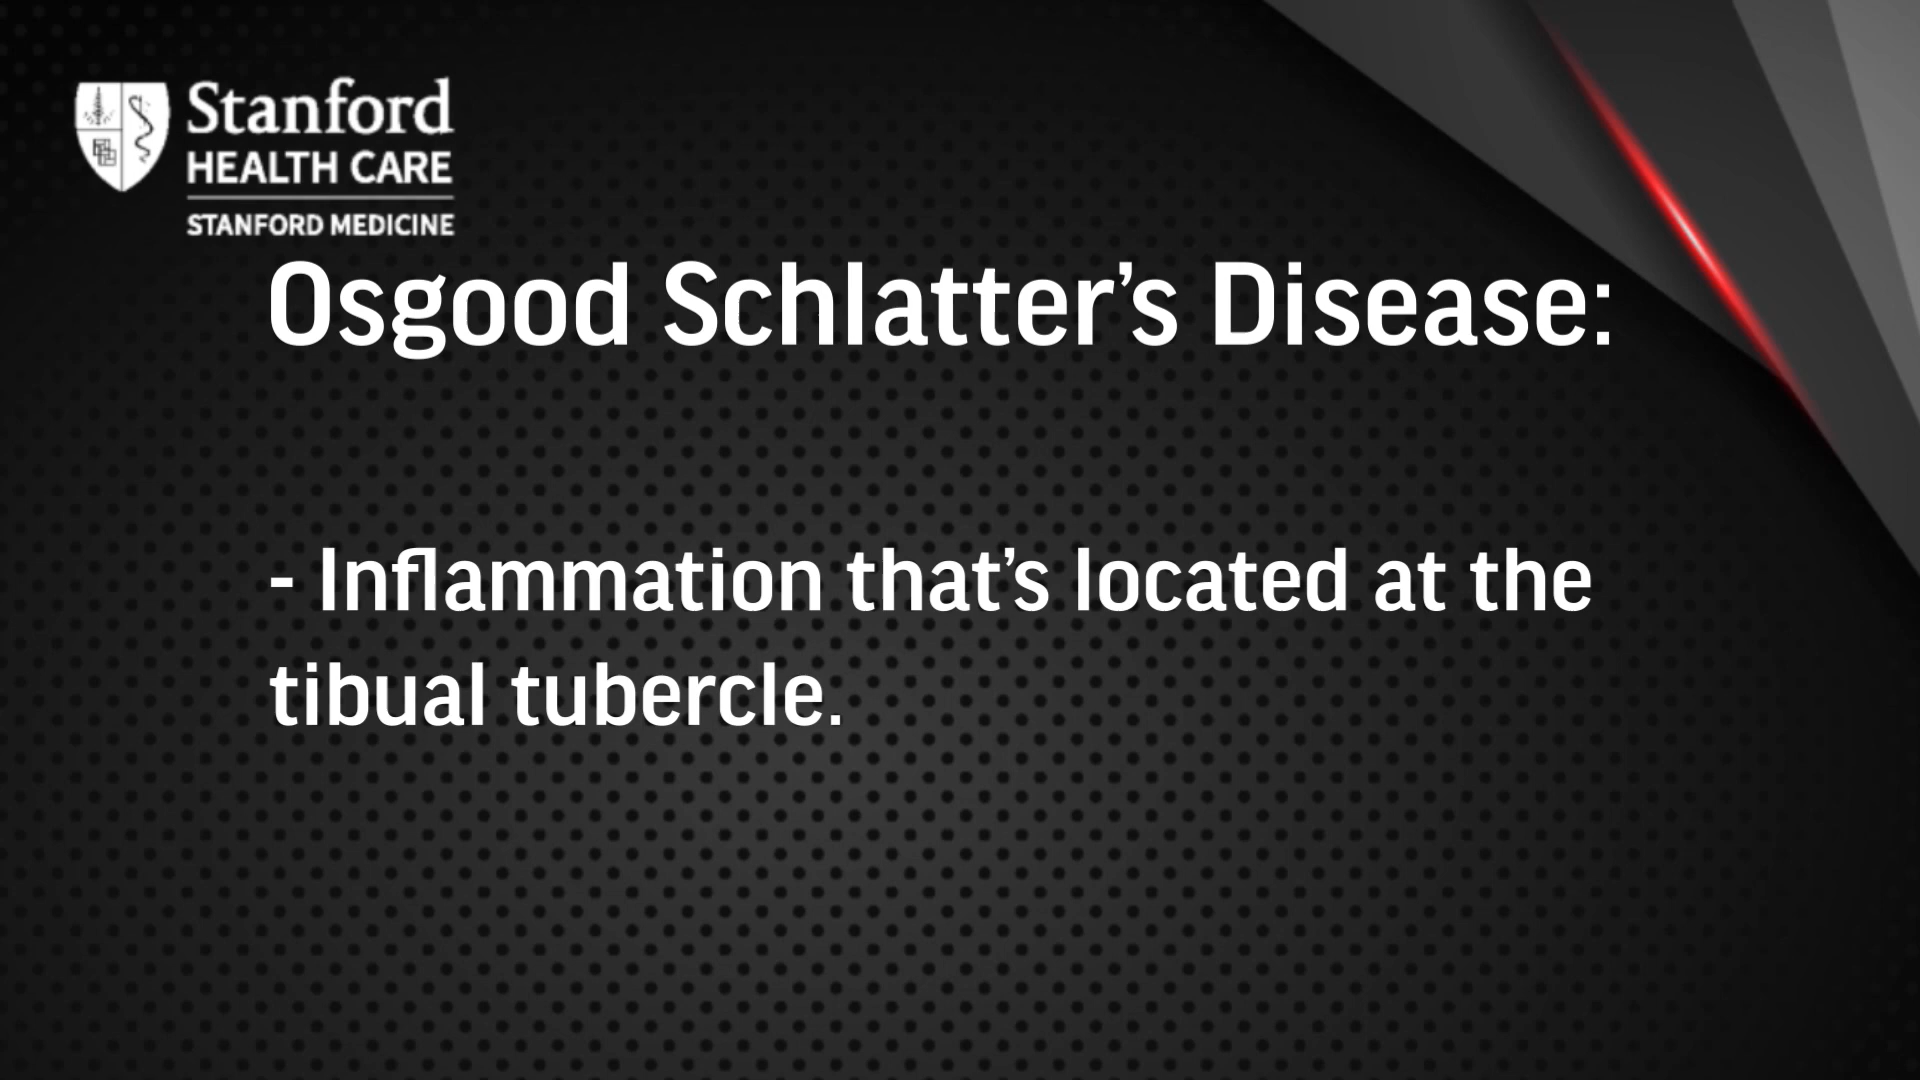 Stanford
HEALTH CARE
STANFORD MEDICINE
Osgood Schlatter’s Disease:
- Inflammation that’s located at the
tibual tubercle.